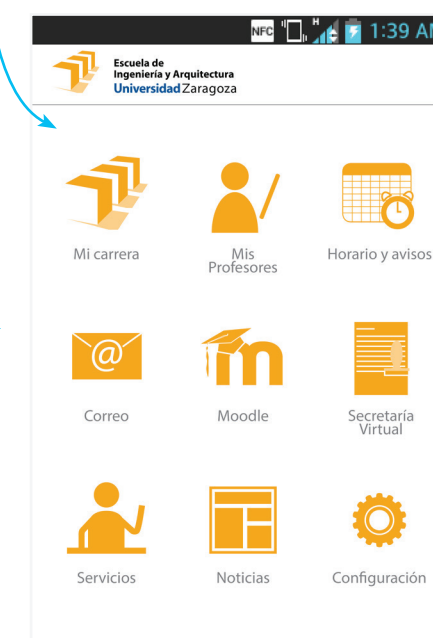 NFC H 1:39 AM
Escuela de
Ingeniería y Arquitectura
Universidad Zaragoza
Mi carrera
Mis
Profesores
Horario y avisos
@
m
Correo
Moodle
Secretaría
Virtual
Servicios
Noticias
Configuración